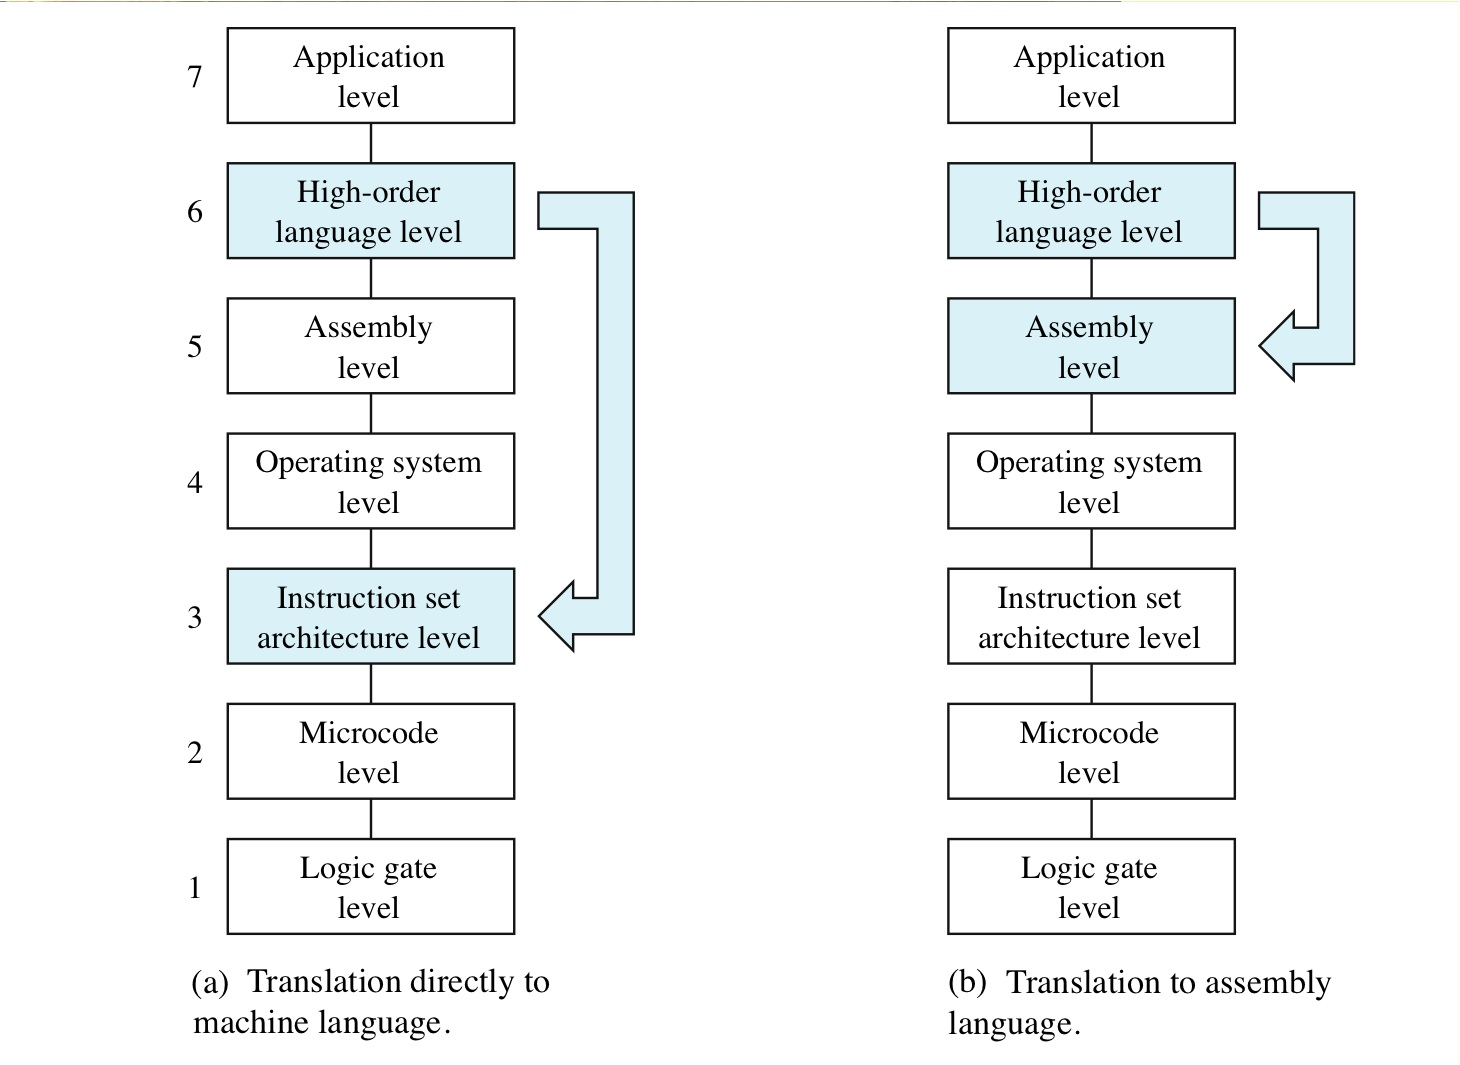 7
Application
level
6
High-order
language level
5
Assembly
level
4
Operating system
level
3
Instruction set
architecture level
2
Microcode
level
1
Logic gate
level
(a) Translation directly to
machine language.
Application
level
High-order
language level
Assembly
level
Operating system
level
Instruction set
architecture level
Microcode
level
Logic gate
level
(b) Translation to assembly
language.